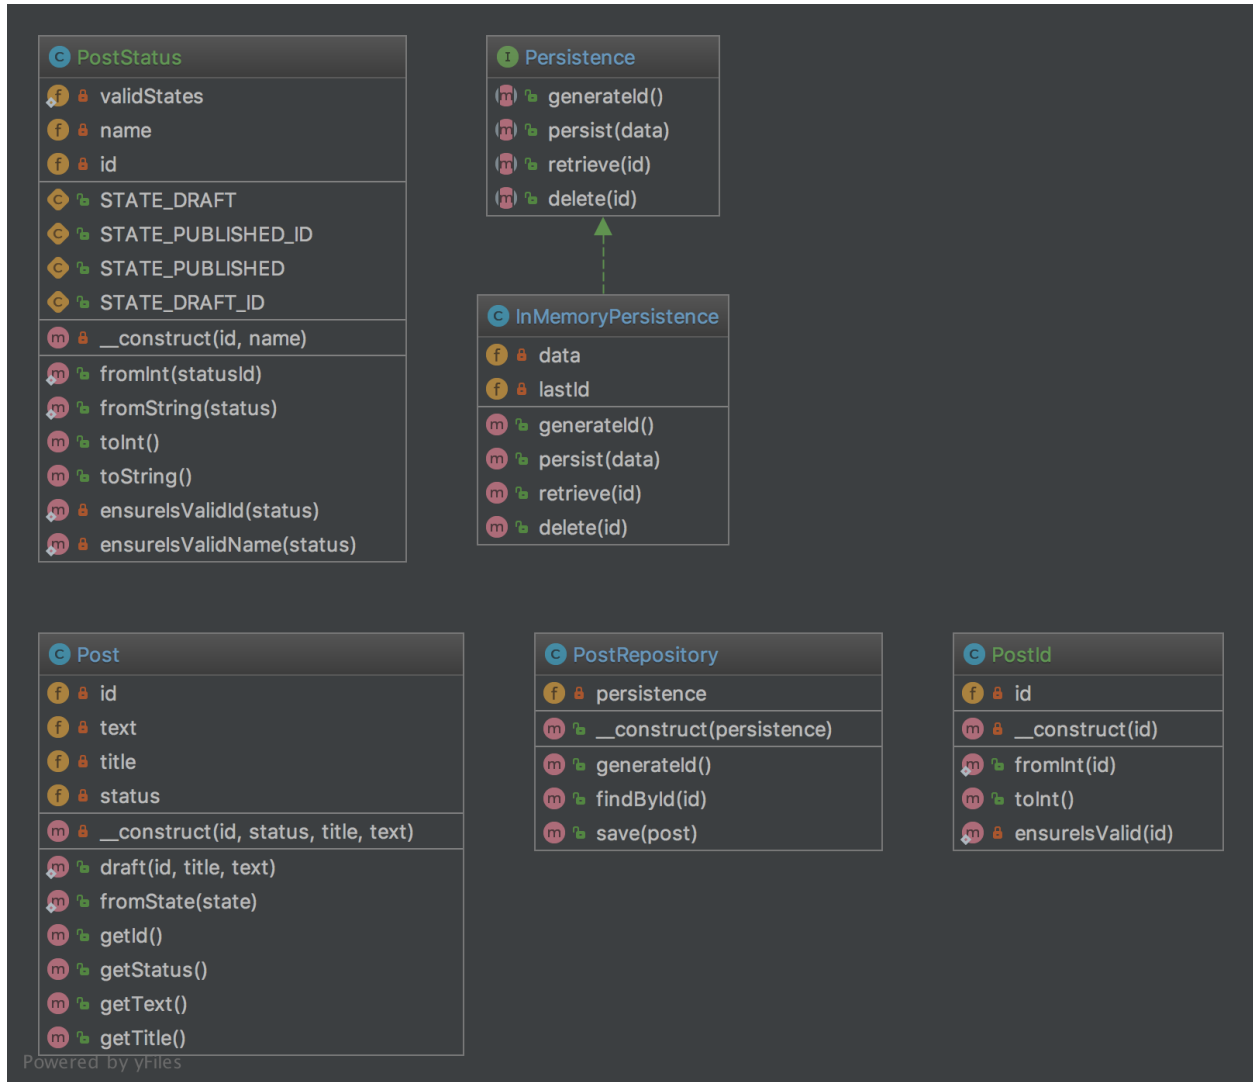 PostStatus
validStates
name
id
STATE_DRAFT
STATE_PUBLISHED_ID
STATE_PUBLISHED
STATE_DRAFT_ID
__construct(id, name)
fromInt(statusId)
fromString(status)
toInt()
toString()
ensureIsValidId(status)
ensureIsValidName(status)
Persistence
generateId()
persist(data)
retrieve(id)
delete(id)
InMemoryPersistence
data
lastId
generateId()
persist(data)
retrieve(id)
delete(id)
Post
id
text
title
status
__construct(id, status, title, text)
draft(id, title, text)
fromState(state)
getId()
getStatus()
getText()
getTitle()
PostRepository
persistence
__construct(persistence)
generateId()
findById(id)
save(post)
PostId
id
__construct(id)
fromInt(id)
toInt()
ensureIsValid(id)
Powered by yFiles